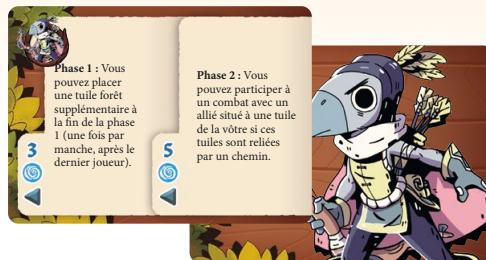 Phase 1 : Vous
pouvez placer
une tuile forêt
supplémentaire à
la fin de la phase
1 (une fois par
manche, après le
dernier joueur).
3
Phase 2 : Vous
pouvez participer à
un combat avec un
allié situé à une tuile
de la vôtre si ces
tuiles sont reliées
par un chemin.
5